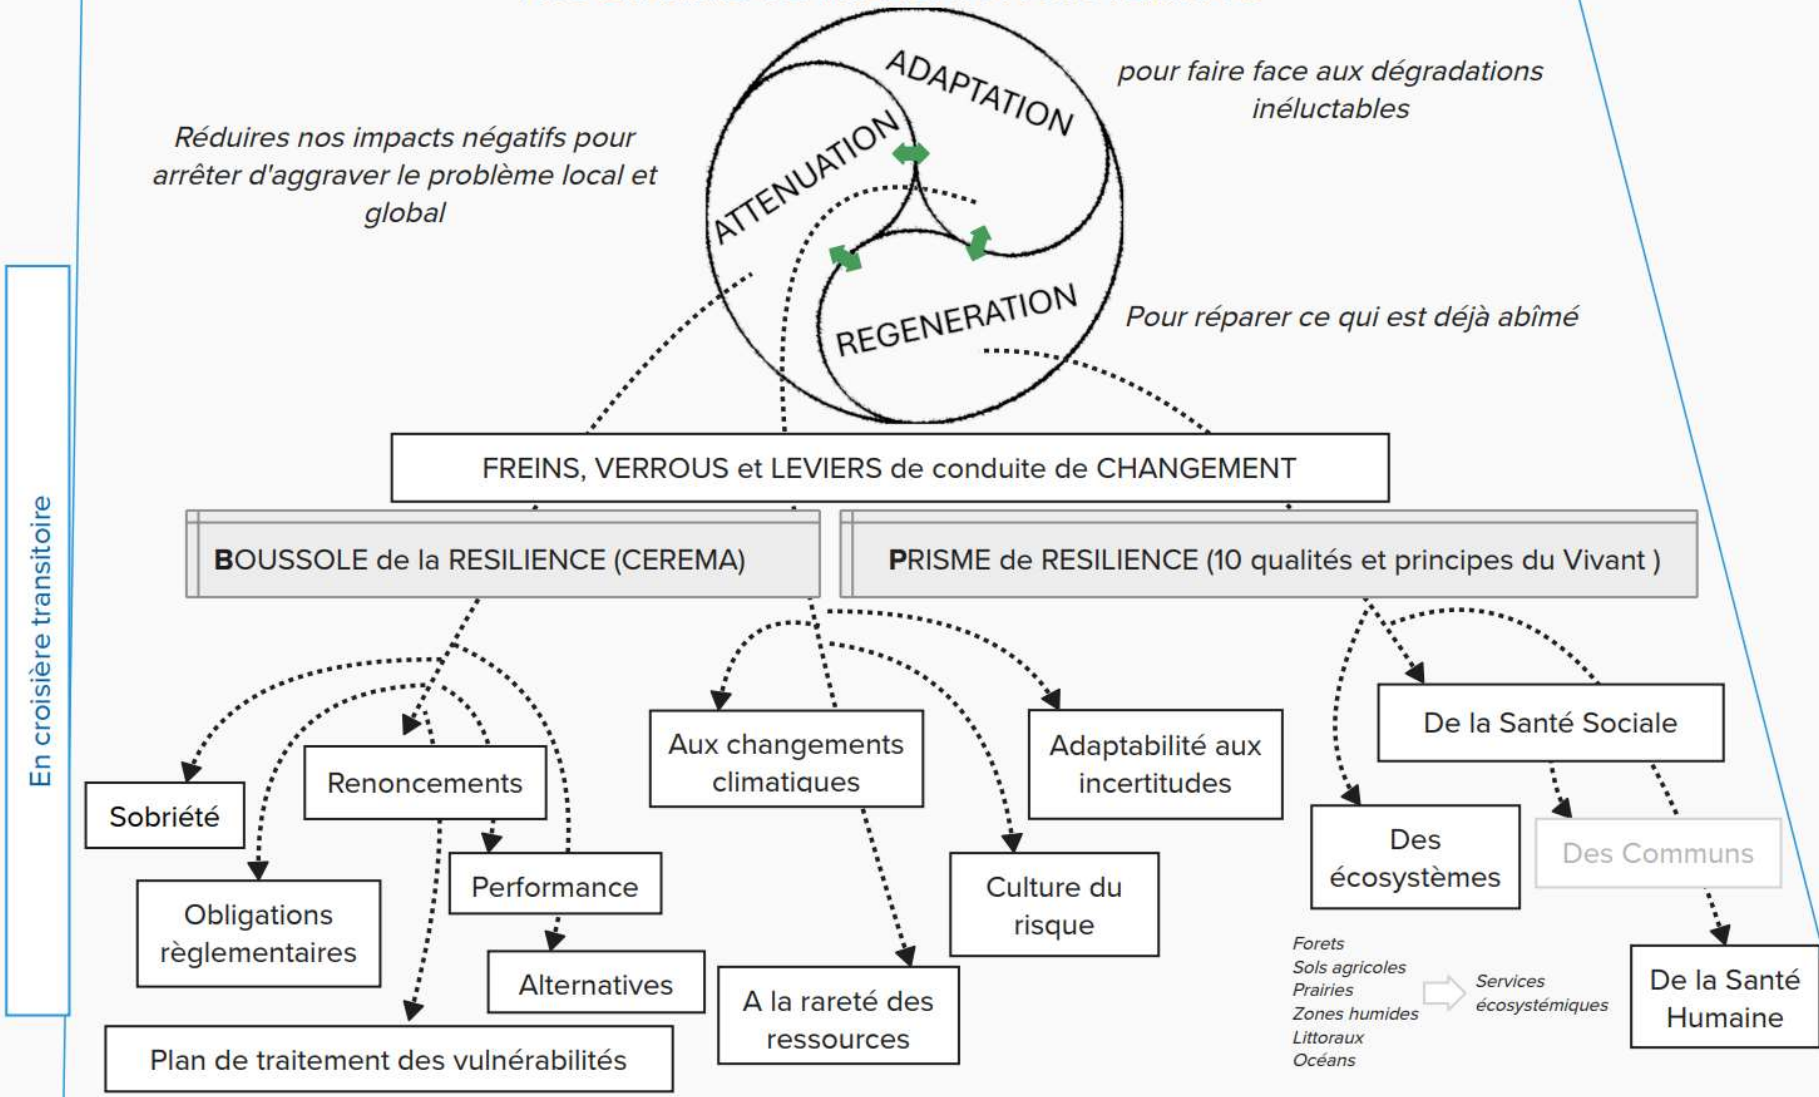 ADAPTATION
pour faire face aux dégradations
inéluctables
ATTENUATION
Réduires nos impacts négatifs pour
arrêter d'aggraver le problème local et
global
REGENERATION
Pour réparer ce qui est déjà abîmé
En croisière transitoire
FREINS, VERROUS et LEVIERS de conduite de CHANGEMENT
BOUSSOLE de la RESILIENCE (CEREMA)
PRISME de RESILIENCE (10 qualités et principes du Vivant )
Sobriété
Obligations
règlementaires
Renoncements
Performance
Alternatives
Plan de traitement des vulnérabilités
Aux changements
climatiques
A la rareté des
ressources
Culture du
risque
Adaptabilité aux
incertitudes
De la Santé Sociale
Des
écosystèmes
Des Communs
De la Santé
Humaine
Forets
Sols agricoles
Prairies
Zones humides
Littoraux
Océans
Services
écosystémiques